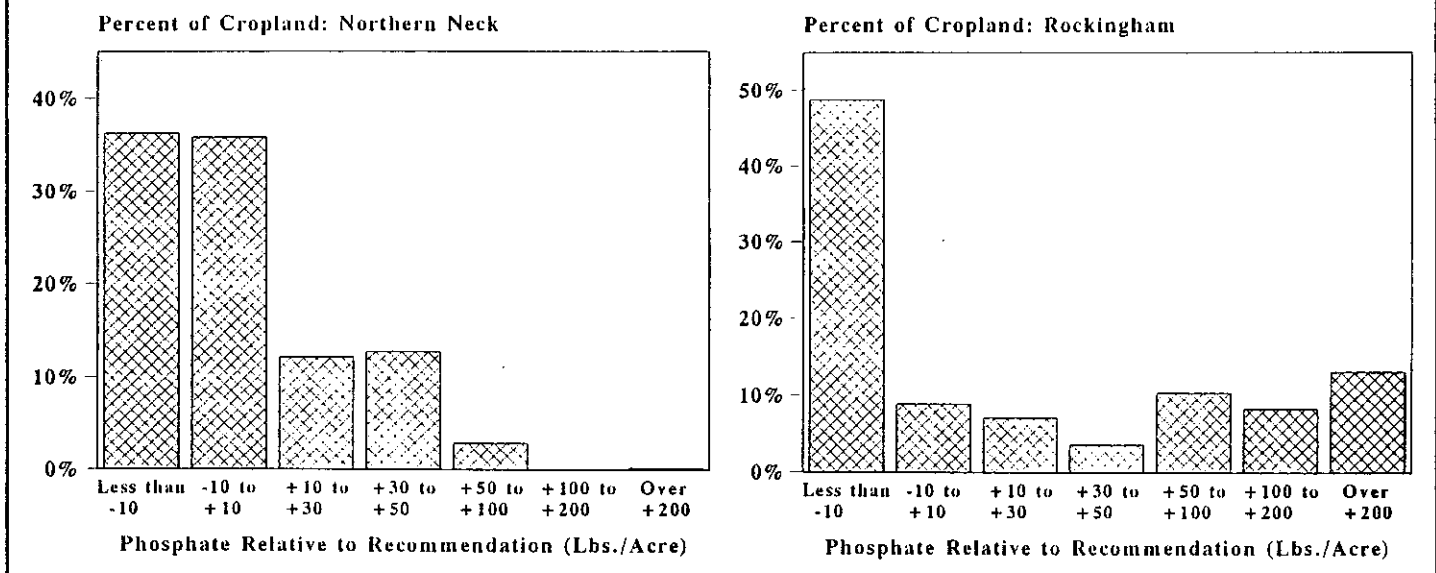 Percent of Cropland: Northern Neck
40%
30%
20%
10%
0%
Less than -10
-10 to +10
+10 to +30
+30 to +50
+50 to +100
+100 to +200
Over +200
Phosphate Relative to Recommendation (Lbs./Acre)
Percent of Cropland: Rockingham
50%
40%
30%
20%
10%
0%
Less than -10
-10 to +10
+10 to +30
+30 to +50
+50 to +100
+100 to +200
Over +200
Phosphate Relative to Recommendation (Lbs./Acre)